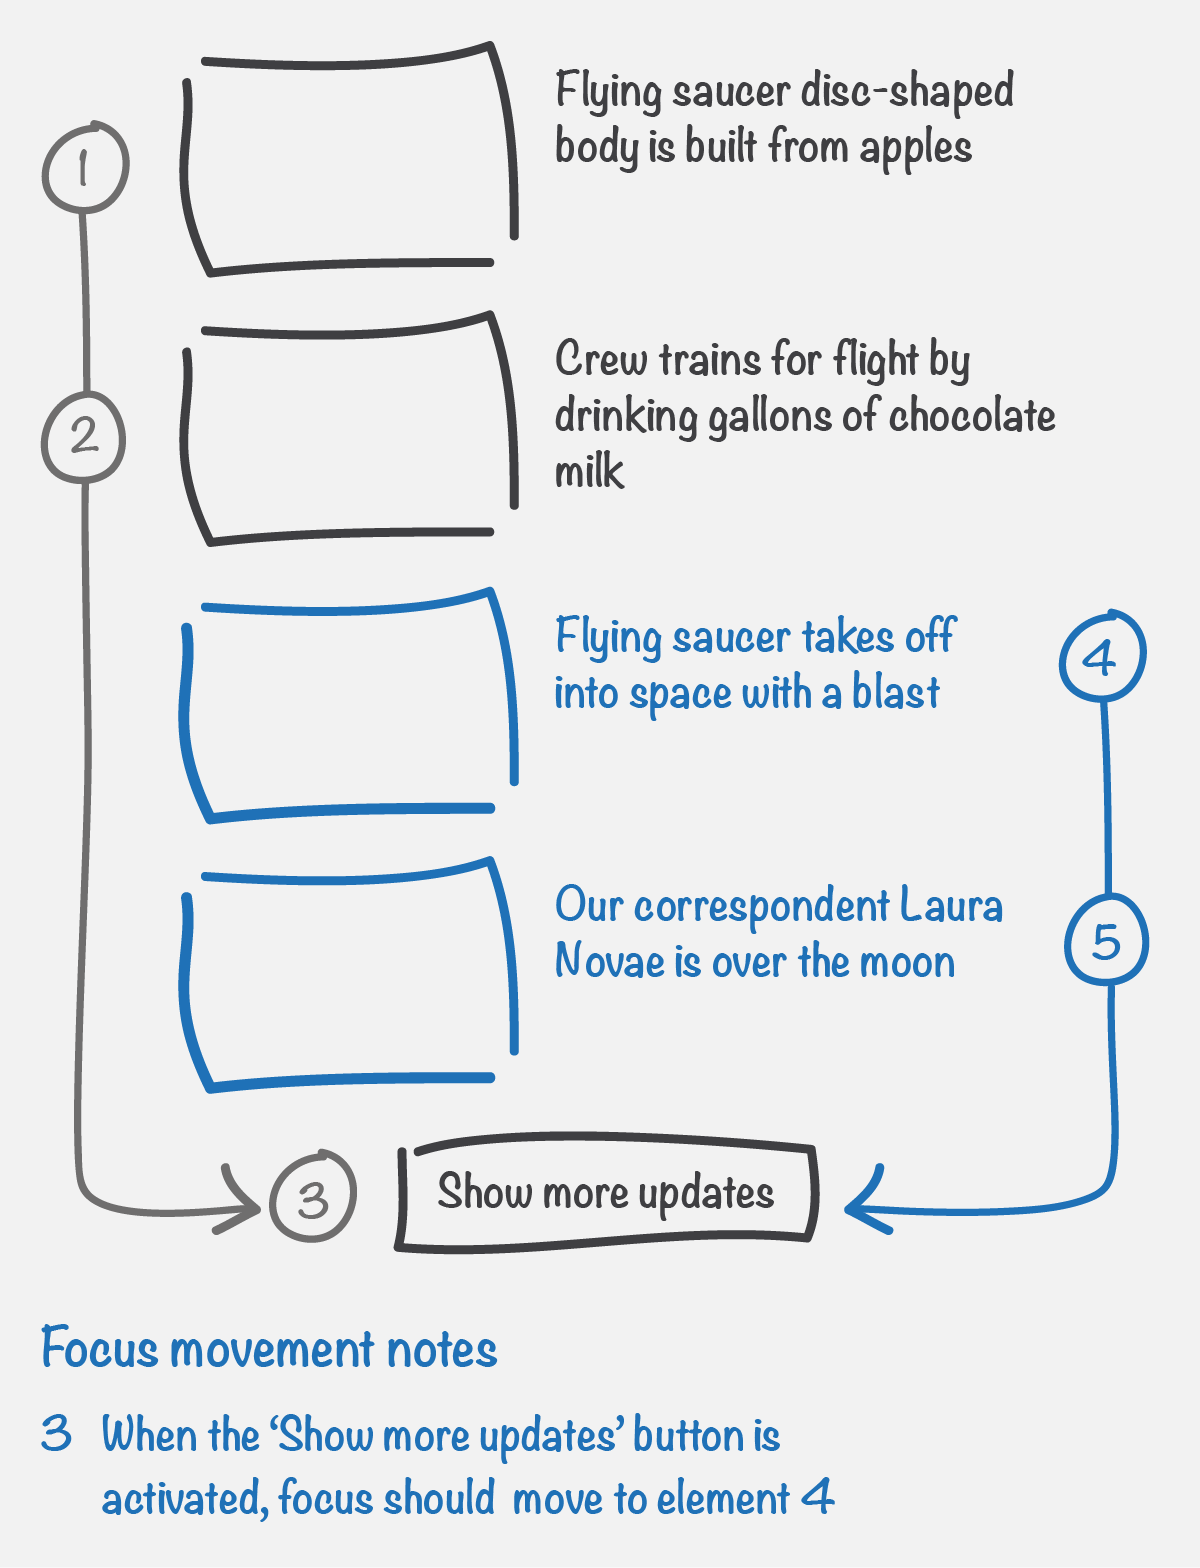 1
Flying saucer disc-shaped
body is built from apples
2
Crew trains for flight by
drinking gallons of chocolate
milk
Flying saucer takes off
into space with a blast
4
Our correspondent Laura
Novae is over the moon
5
3
Show more updates
Focus movement notes
3 When the ‘Show more updates’ button is
activated, focus should move to element 4